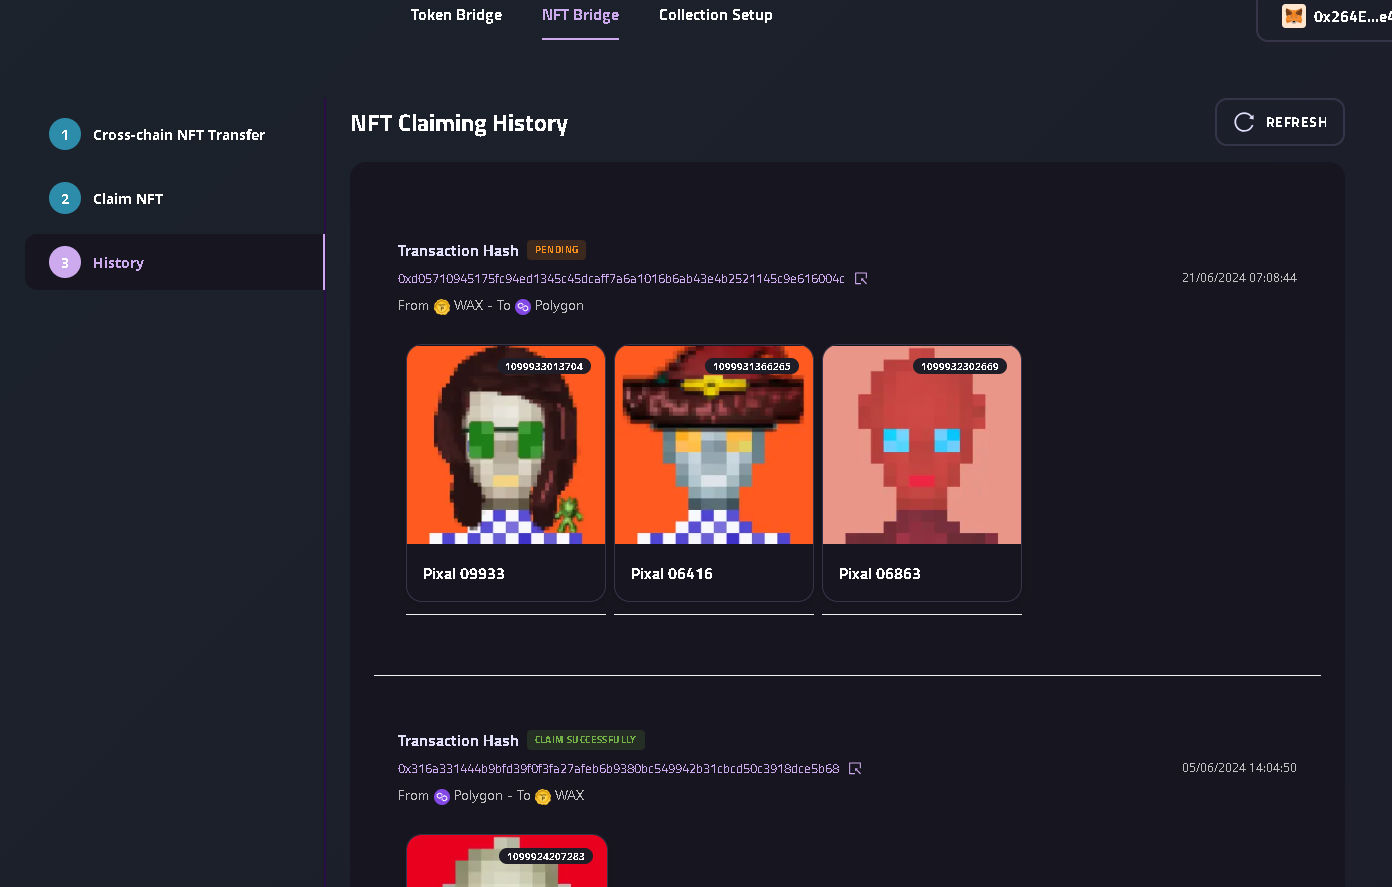 Token Bridge
NFT Bridge
Collection Setup
0x264E...e4
1 Cross-chain NFT Transfer
2 Claim NFT
3 History
NFT Claiming History
REFRESH
Transaction Hash PENDING
0xd05710945175fc94ed1345c45dcaff7a6a1016b6ab43e4b2521145c9e616004c
21/06/2024 07:08:44
From WAX - To Polygon
1099933013704
1099931366265
1099932302669
Pixal 09933
Pixal 06416
Pixal 06863
Transaction Hash CLAIM SUCCESSFULLY
0x316a331444b9bfd39f0f3fa27afeb6b9380bc549942b31cbcd50c3918dce5b68
05/06/2024 14:04:50
From Polygon - To WAX
1099924207283